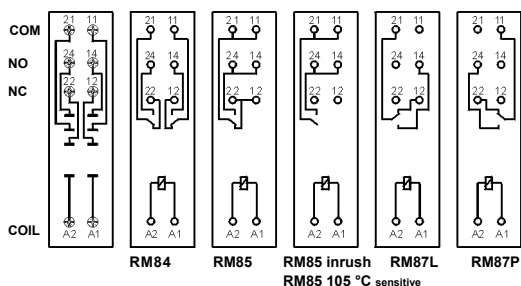 21 11 21 11 21 11 21 11 21 11 21 11
COM
24 14 24 14 24 14 24 14 24 14 24 14
NO
22 12 22 12 22 12 22 12 22 12 22 12
NC
COIL
A2 A1 A2 A1 A2 A1 A2 A1 A2 A1 A2 A1
RM84 RM85 RM85 inrush RM87L RM87P
RM85 105 °C sensitive